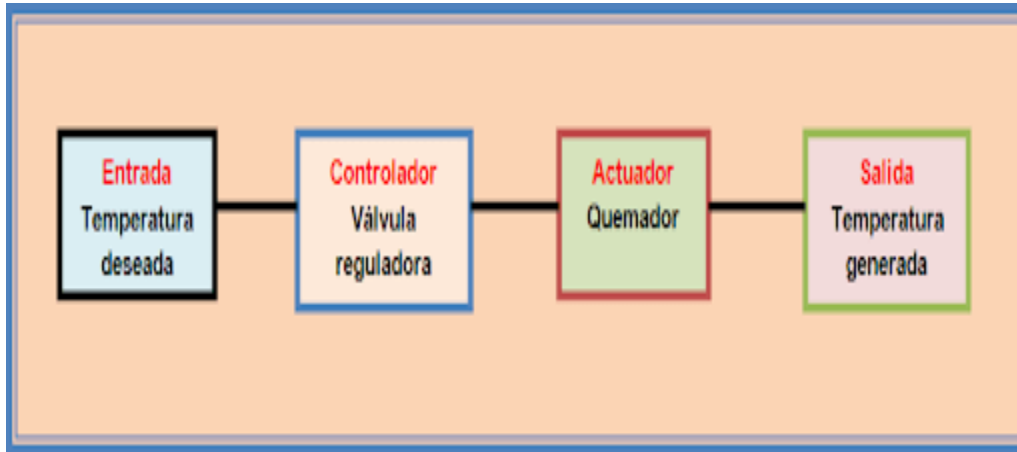 Entrada
Temperatura
deseada
Controlador
Válvula
reguladora
Actuador
Quemador
Salida
Temperatura
generada